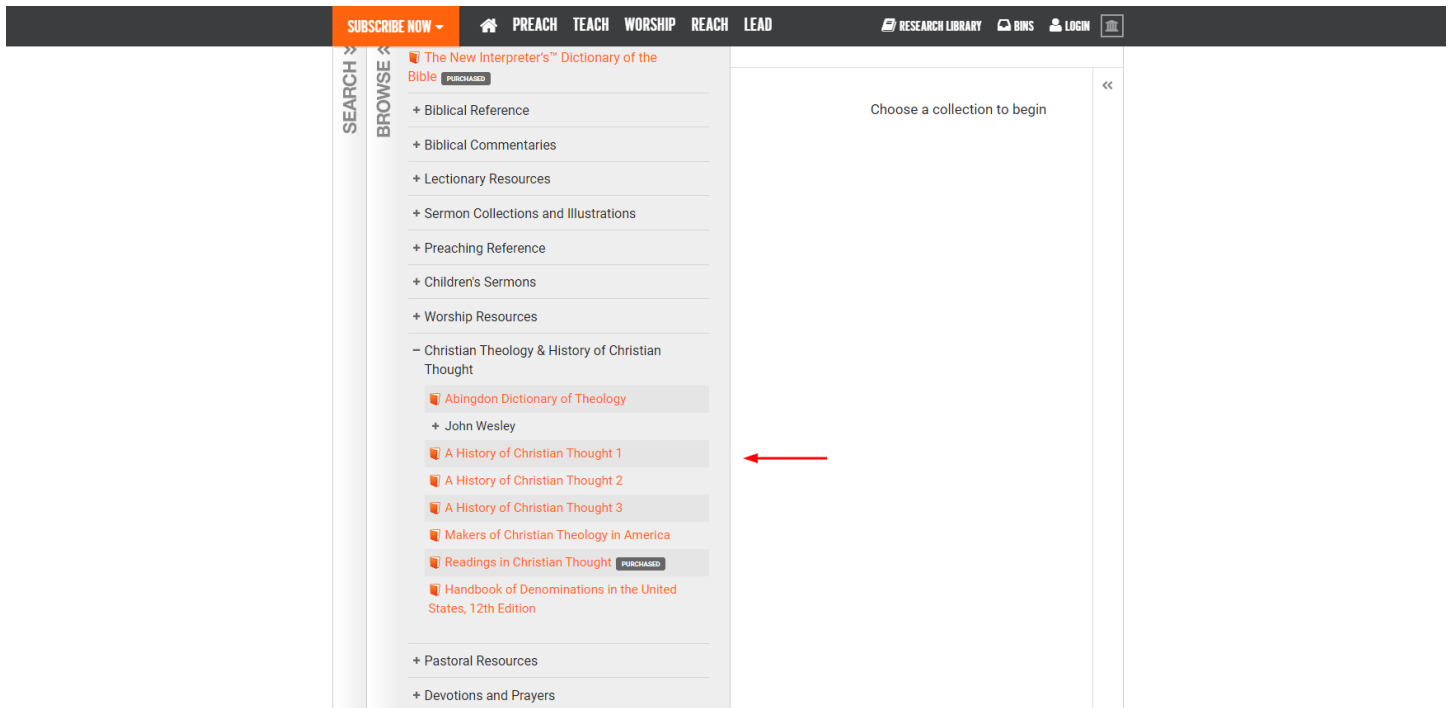 SUBSCRIBE NOW PREACH TEACH WORSHIP REACH LEAD RESEARCH LIBRARY BINS LOGIN
SEARCH
BROWSE
The New Interpreter's™ Dictionary of the
Bible PURCHASED
+ Biblical Reference
+ Biblical Commentaries
+ Lectionary Resources
+ Sermon Collections and Illustrations
+ Preaching Reference
+ Children's Sermons
+ Worship Resources
− Christian Theology & History of Christian
Thought
Abingdon Dictionary of Theology
+ John Wesley
A History of Christian Thought 1
A History of Christian Thought 2
A History of Christian Thought 3
Makers of Christian Theology in America
Readings in Christian Thought PURCHASED
Handbook of Denominations in the United
States, 12th Edition
+ Pastoral Resources
+ Devotions and Prayers
Choose a collection to begin